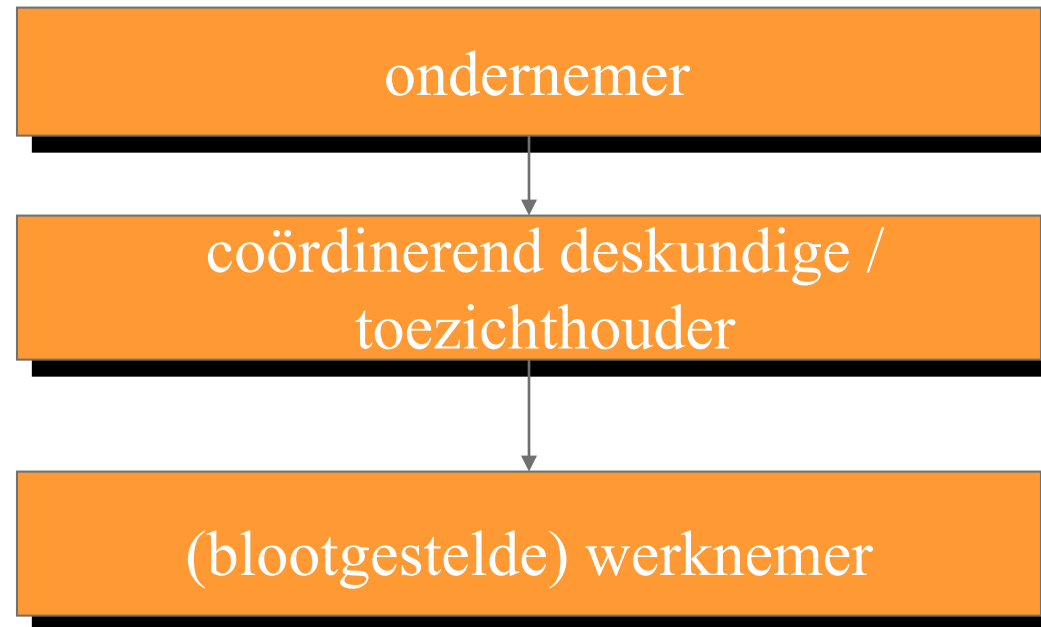 ondernemer
coördinerend deskundige /
toezichthouder
(blootgestelde) werknemer